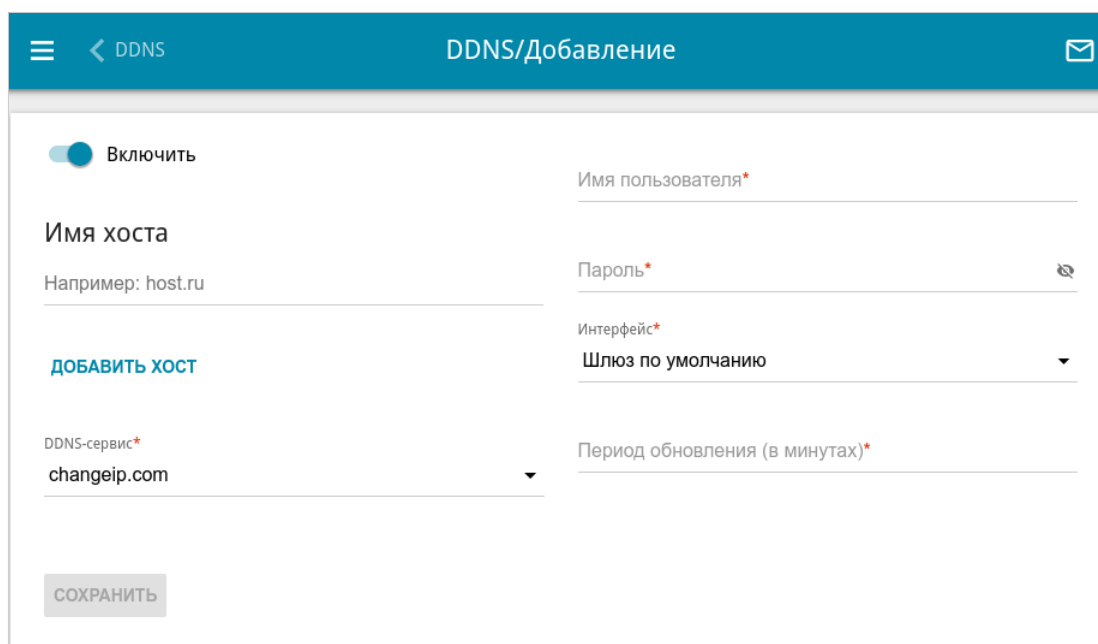 DDNS
DDNS/Добавление
Включить
Имя хоста
Например: host.ru
ДОБАВИТЬ ХОСТ
DDNS-сервис*
changeip.com
Имя пользователя*
Пароль*
Интерфейс*
Шлюз по умолчанию
Период обновления (в минутах)*
СОХРАНИТЬ